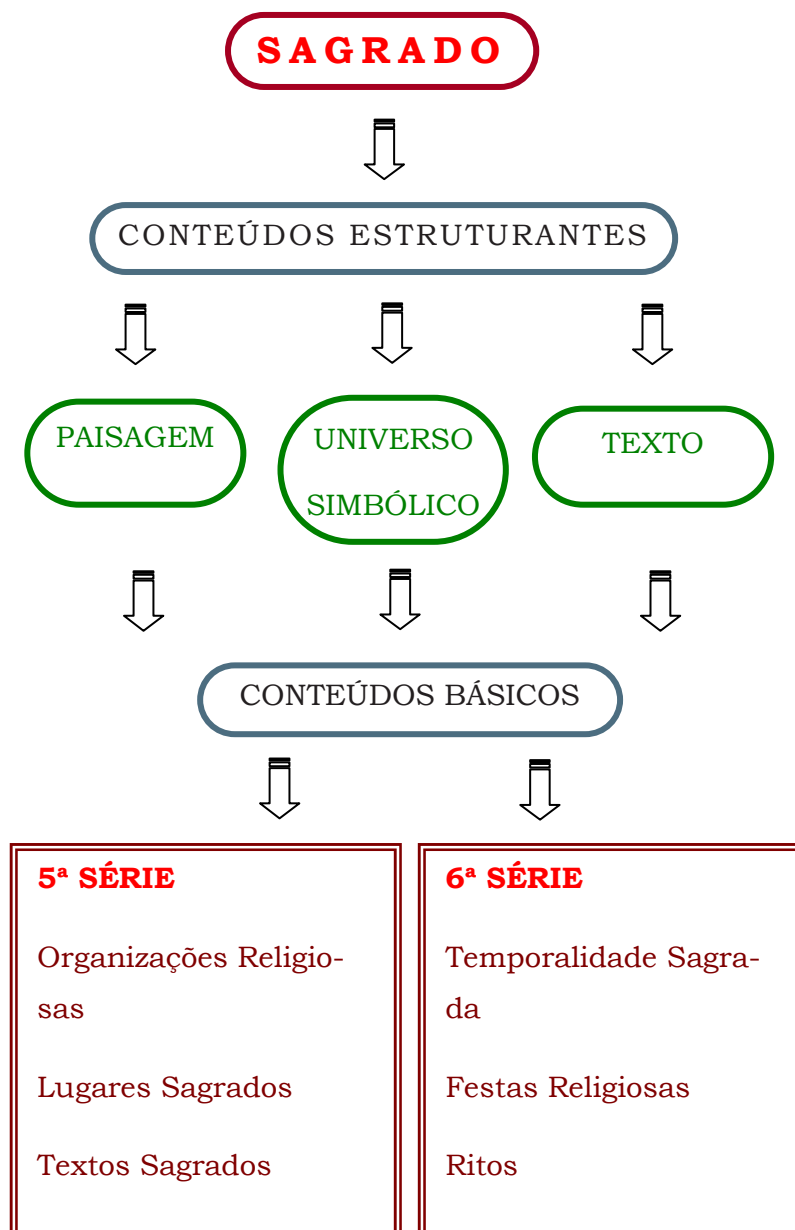 SAGRADO
CONTEÚDOS ESTRUTURANTES
PAISAGEM
UNIVERSO
SIMBÓLICO
TEXTO
CONTEÚDOS BÁSICOS
5ª SÉRIE
Organizações Religio-
sas
Lugares Sagrados
Textos Sagrados
6ª SÉRIE
Temporalidade Sagra-
da
Festas Religiosas
Ritos